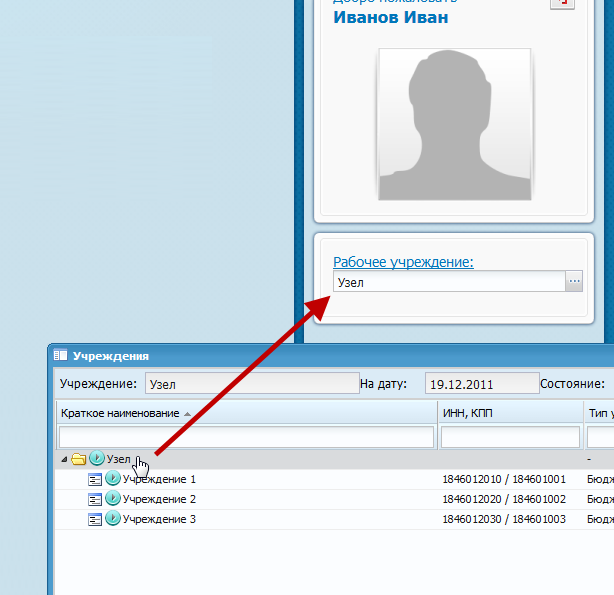 Добро пожаловать
Иванов Иван
Рабочее учреждение:
Узел
Учреждения
Учреждение: Узел На дату: 19.12.2011 Состояние:
Краткое наименование ИНН, КПП Тип
Узел -
Учреждение 1 1846012010 / 184601001 Бюдж
Учреждение 2 1846012020 / 184601002 Бюдж
Учреждение 3 1846012030 / 184601003 Бюдж